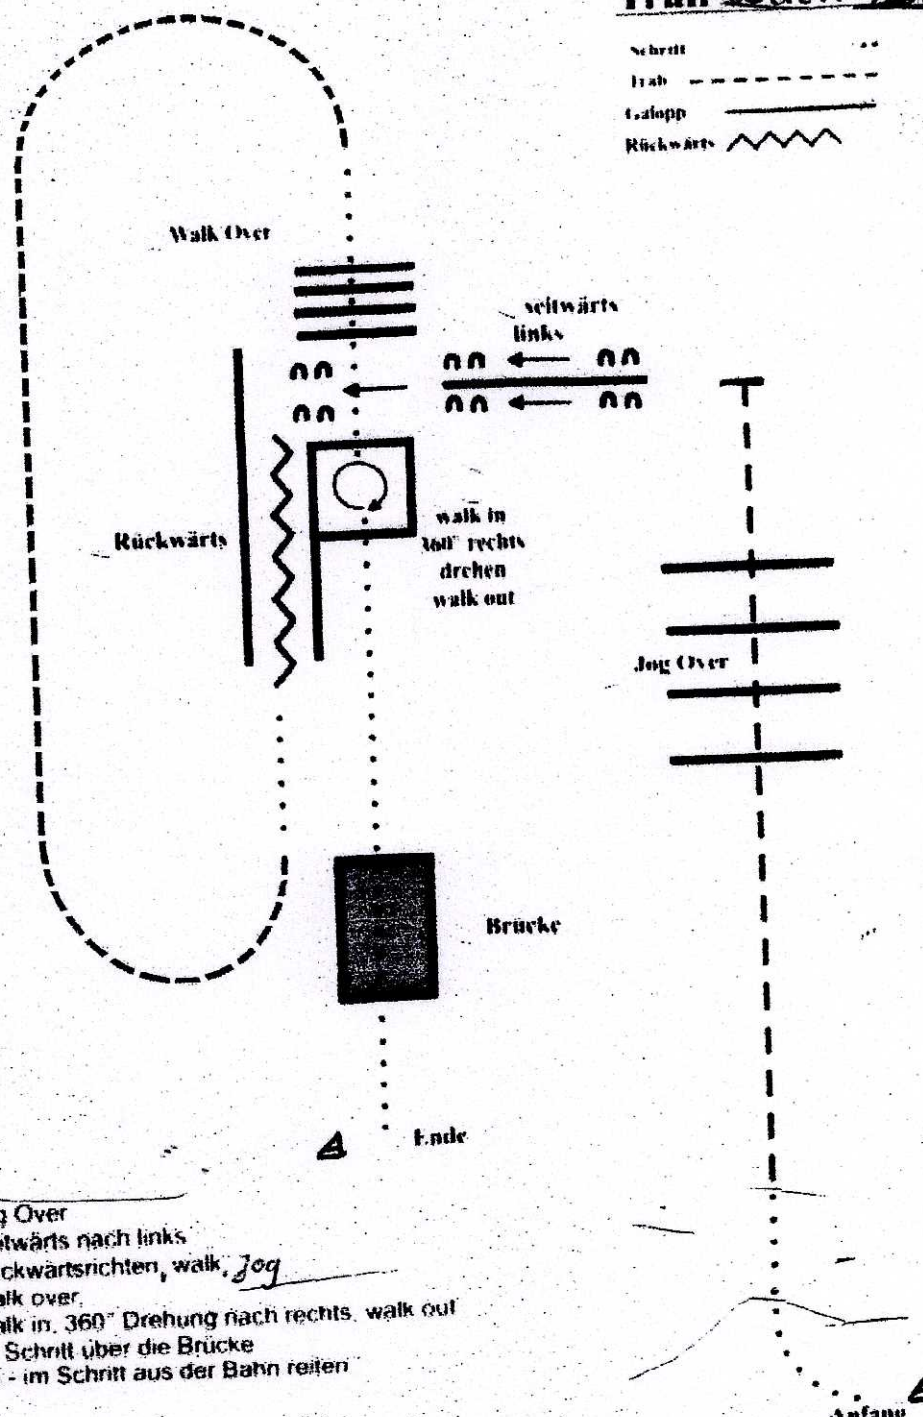 Trail
Schritt
Trab
Galopp
Rückwärts
Walk Over
seitwärts
links
Rückwärts
walk in
360° rechts
drehen
walk out
Jog Over
Brücke
Ende
Over
twärts nach links
ckwärtsrichten, walk, Jog
alk over,
alk in, 360° Drehung nach rechts, walk out
Schritt über die Brücke
- im Schritt aus der Bahn reiten
Anfang